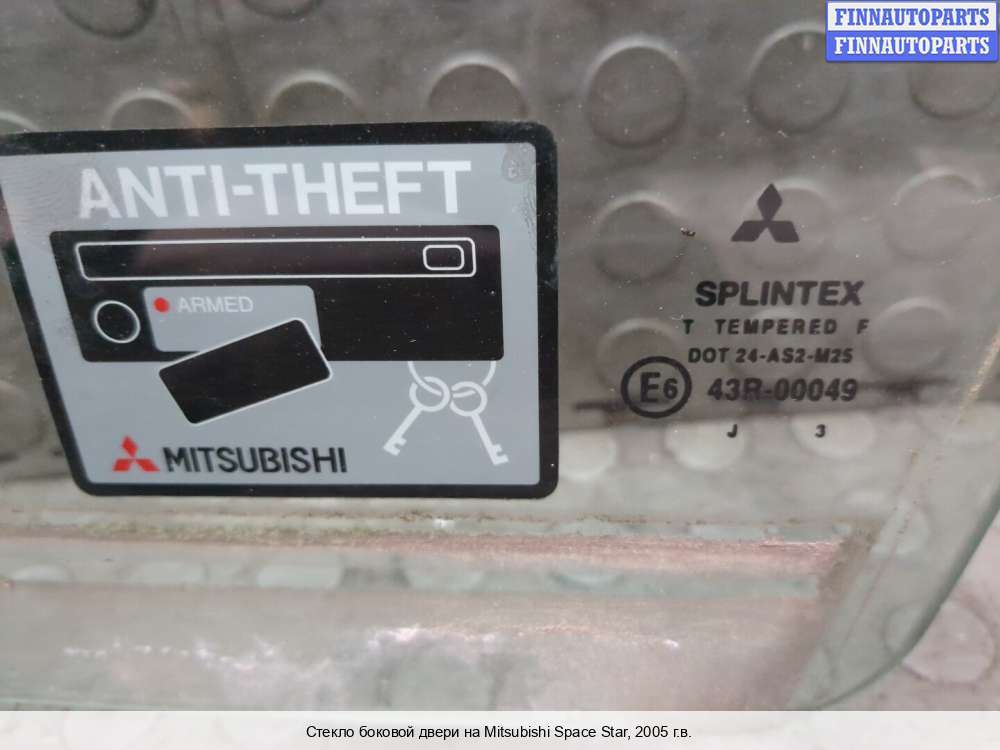 FINNAUTOPARTS
FINNAUTOPARTS
ANTI-THEFT
ARMED
MITSUBISHI
SPLINTEX
T TEMPERED F
DOT 24-AS2-M25
E6 43R-00049
J 3
Стекло боковой двери на Mitsubishi Space Star, 2005 г.в.